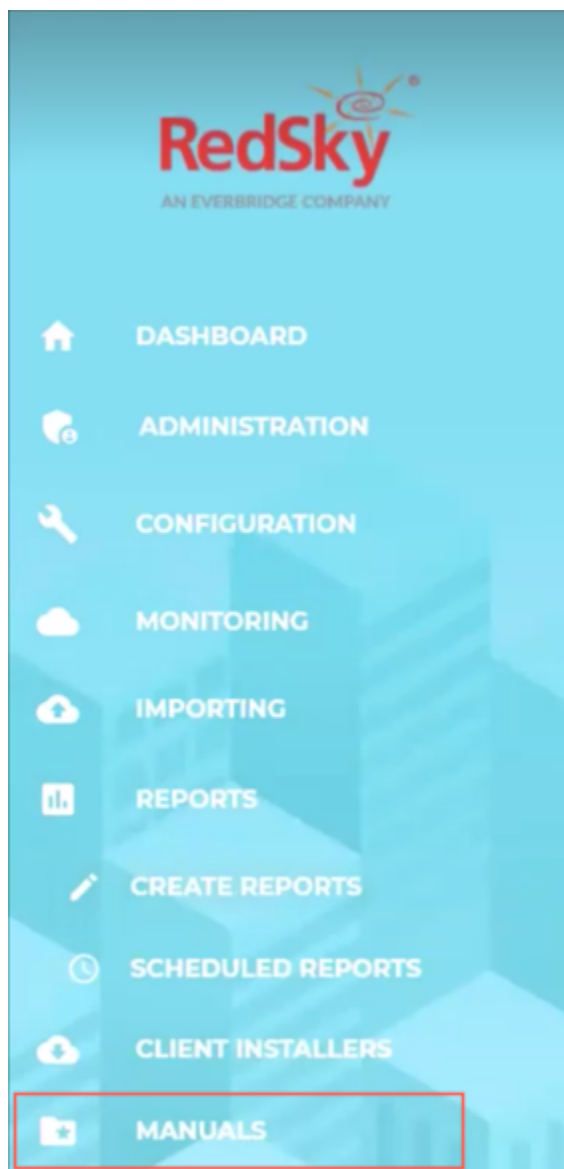 RedSky®
AN EVERBRIDGE COMPANY
DASHBOARD
ADMINISTRATION
CONFIGURATION
MONITORING
IMPORTING
REPORTS
CREATE REPORTS
SCHEDULED REPORTS
CLIENT INSTALLERS
MANUALS